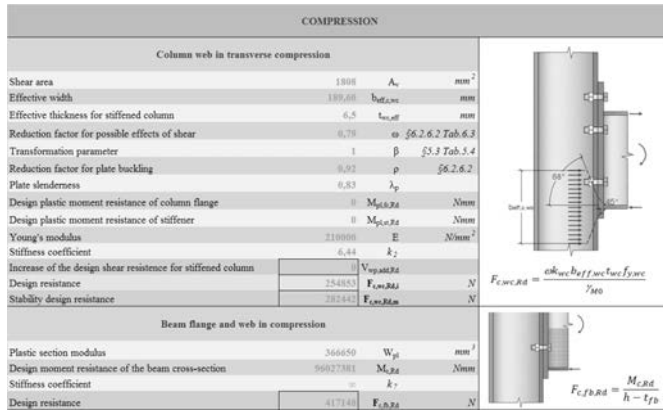 COMPRESSION
Column web in transverse compression
Shear area 1808 Av mm²
Effective width 189,60 beff,c,wc mm
Effective thickness for stiffened column 6,5 twc,eff mm
Reduction factor for possible effects of shear 0,79 ω §6.2.6.2 Tab.6.3
Transformation parameter 1 β §5.3 Tab.5.4
Reduction factor for plate buckling 0,92 ρ §6.2.6.2
Plate slenderness 0,83 λp
Design plastic moment resistance of column flange 0 Mpl,fc,Rd Nmm
Design plastic moment resistance of stiffener 0 Mpl,st,Rd Nmm
Young's modulus 210000 E N/mm²
Stiffness coefficient 6,44 k2
Increase of the design shear resistence for stiffened column 0 Vwp,add,Rd
Design resistance 254853 Fc,wc,Rd,i N
Stability design resistance 282442 Fc,wc,Rd,m N
beff,c,wc
45°
Fc,wc,Rd = ωkwc beff,wc twc fy,wc / γM0
Beam flange and web in compression
Plastic section modulus 366650 Wpl mm³
Design moment resistance of the beam cross-section 96027381 Mc,Rd Nmm
Stiffness coefficient ∞ k7
Design resistance 417148 Fc,fb,Rd N
Fc,fb,Rd = Mc,Rd / h − tfb